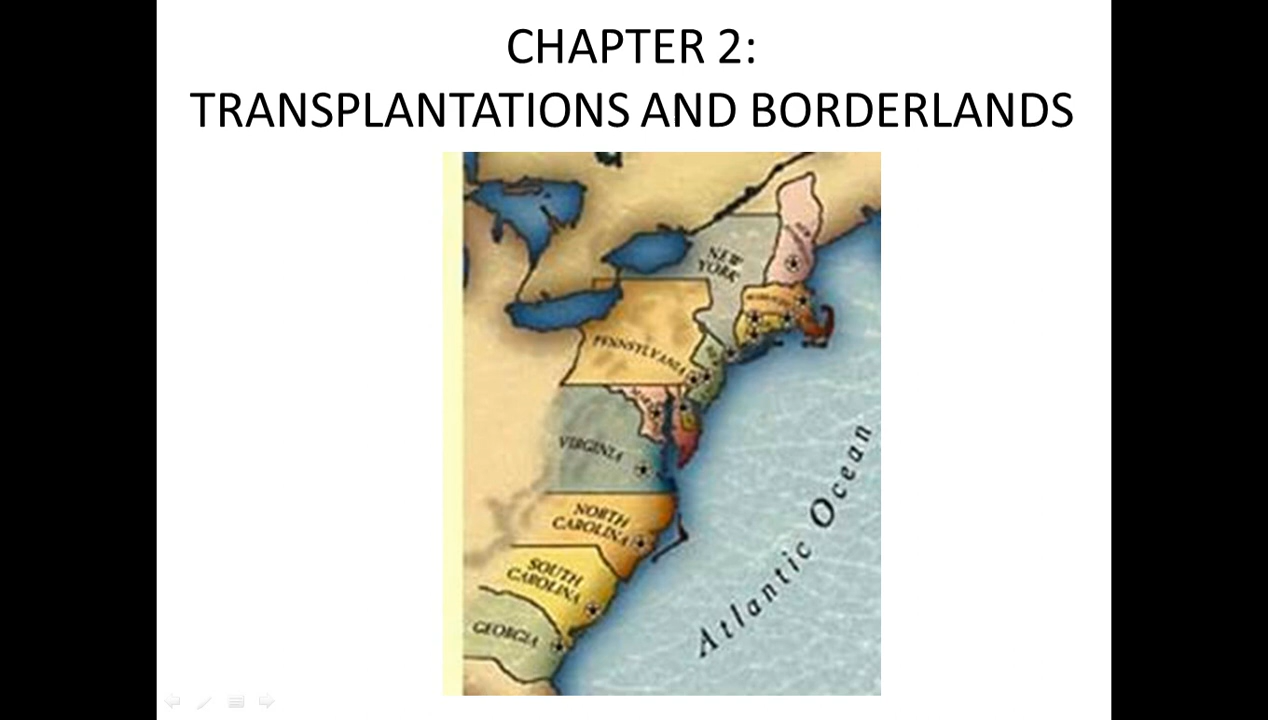 CHAPTER 2:
TRANSPLANTATIONS AND BORDERLANDS
NEW
YORK
PENNSYLVANIA
VIRGINIA
NORTH
CAROLINA
SOUTH
CAROLINA
GEORGIA
Atlantic Ocean